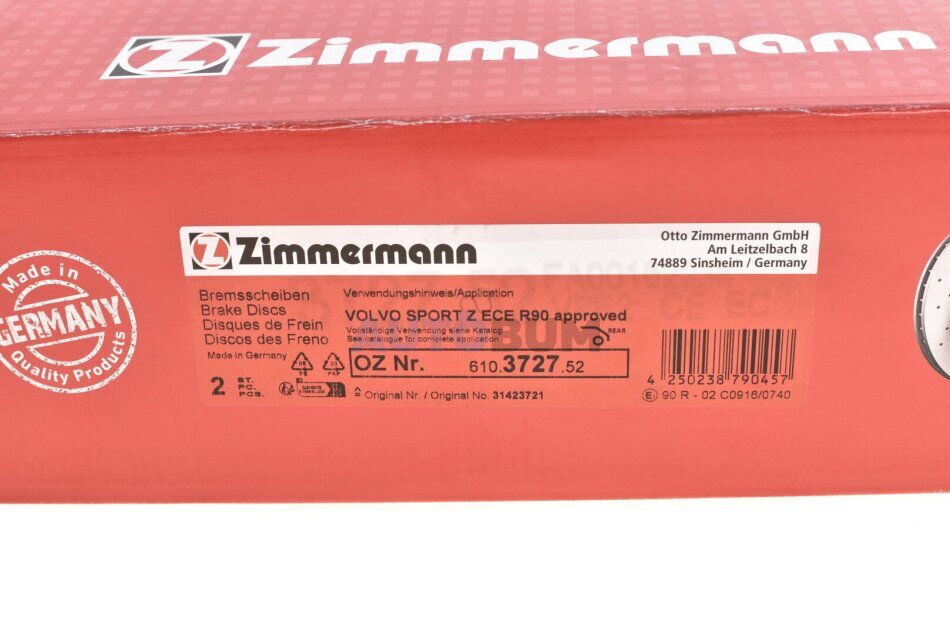 Zimmermann
Z Zimmermann
Otto Zimmermann GmbH
Am Leitzelbach 8
74889 Sinsheim / Germany
Made in
GERMANY
Quality Products
Bremsscheiben
Brake Discs
Disques de Frein
Discos des Freno
Made in Germany
2 ST.
PC.
PCS.
Verwendungshinweis/Application
VOLVO SPORT Z ECE R90 approved
Vollständige Verwendung siehe Katalog
See catalogue for complete application
REAR
BUM
OZ Nr. 610.3727.52
≙ Original Nr. / Original No. 31423721
4 250238 790457
90 R - 02 C0916/0740